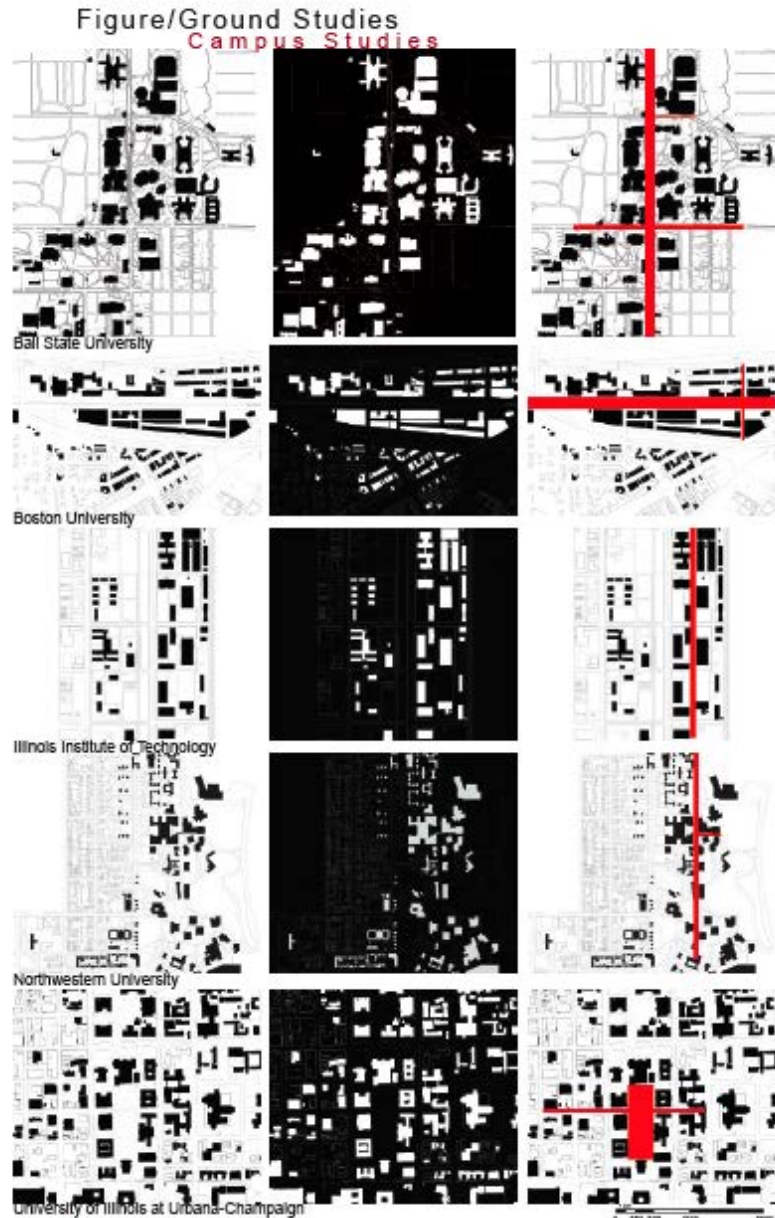 Figure/Ground Studies
Campus Studies
Ball State University
Boston University
Illinois Institute of Technology
Northwestern University
University of Illinois at Urbana-Champaign